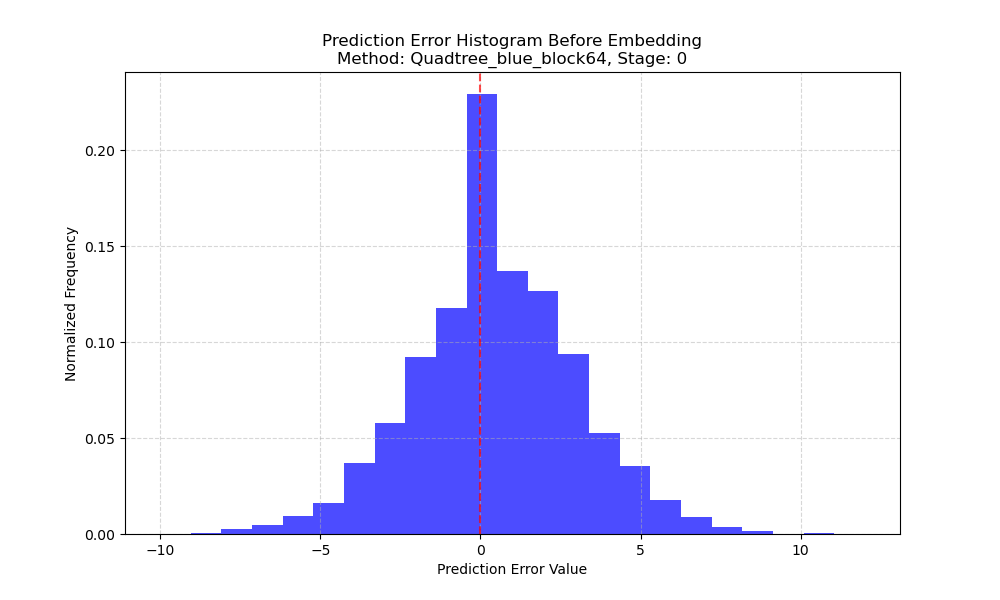 Prediction Error Histogram Before Embedding
Method: Quadtree_blue_block64, Stage: 0
Normalized Frequency
0.20
0.15
0.10
0.05
0.00
−10
−5
0
5
10
Prediction Error Value